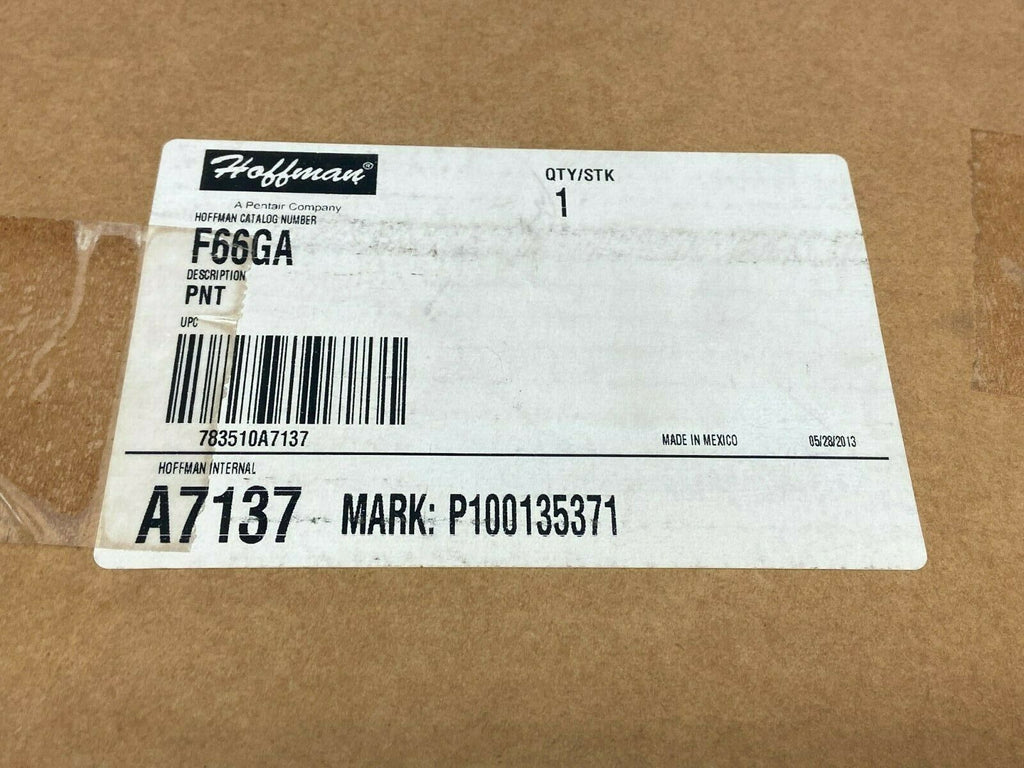 Hoffman®
A Pentair Company
QTY/STK
1
HOFFMAN CATALOG NUMBER
F66GA
DESCRIPTION
PNT
UPC
783510A7137
MADE IN MEXICO 05/28/2013
HOFFMAN INTERNAL
A7137 MARK: P100135371